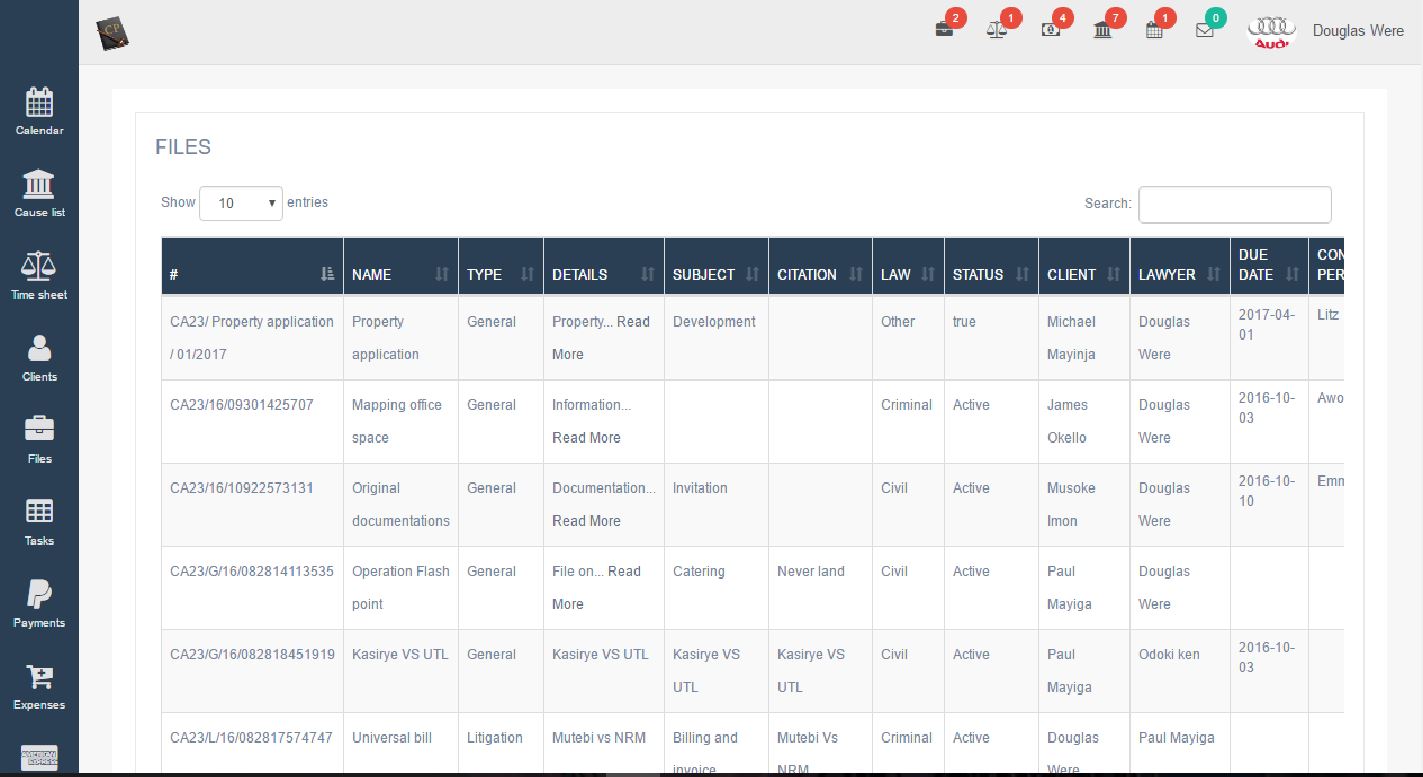 CP
2
1
4
7
1
0
Audi
Douglas Were
Calendar
Cause list
Time sheet
Clients
Files
Tasks
Payments
Expenses
AMERICAN
EXPRESS
FILES
Show 10 entries
Search:
# NAME TYPE DETAILS SUBJECT CITATION LAW STATUS CLIENT LAWYER DUE DATE CON PER
CA23/ Property application Property General Property... Read Development Other true Michael Douglas 2017-04- Litz
/ 01/2017 application More Mayinja Were 01
CA23/16/09301425707 Mapping office General Information... Criminal Active James Douglas 2016-10- Awo
space Read More Okello Were 03
CA23/16/10922573131 Original General Documentation... Invitation Civil Active Musoke Douglas 2016-10- Emm
documentations Read More Imon Were 10
CA23/G/16/082814113535 Operation Flash General File on... Read Catering Never land Civil Active Paul Douglas
point More Mayiga Were
CA23/G/16/082818451919 Kasirye VS UTL General Kasirye VS UTL Kasirye VS Kasirye VS Civil Active Paul Odoki ken 2016-10-
UTL UTL Mayiga 03
CA23/L/16/082817574747 Universal bill Litigation Mutebi vs NRM Billing and Mutebi Vs Criminal Active Douglas Paul Mayiga
invoice NRM Were